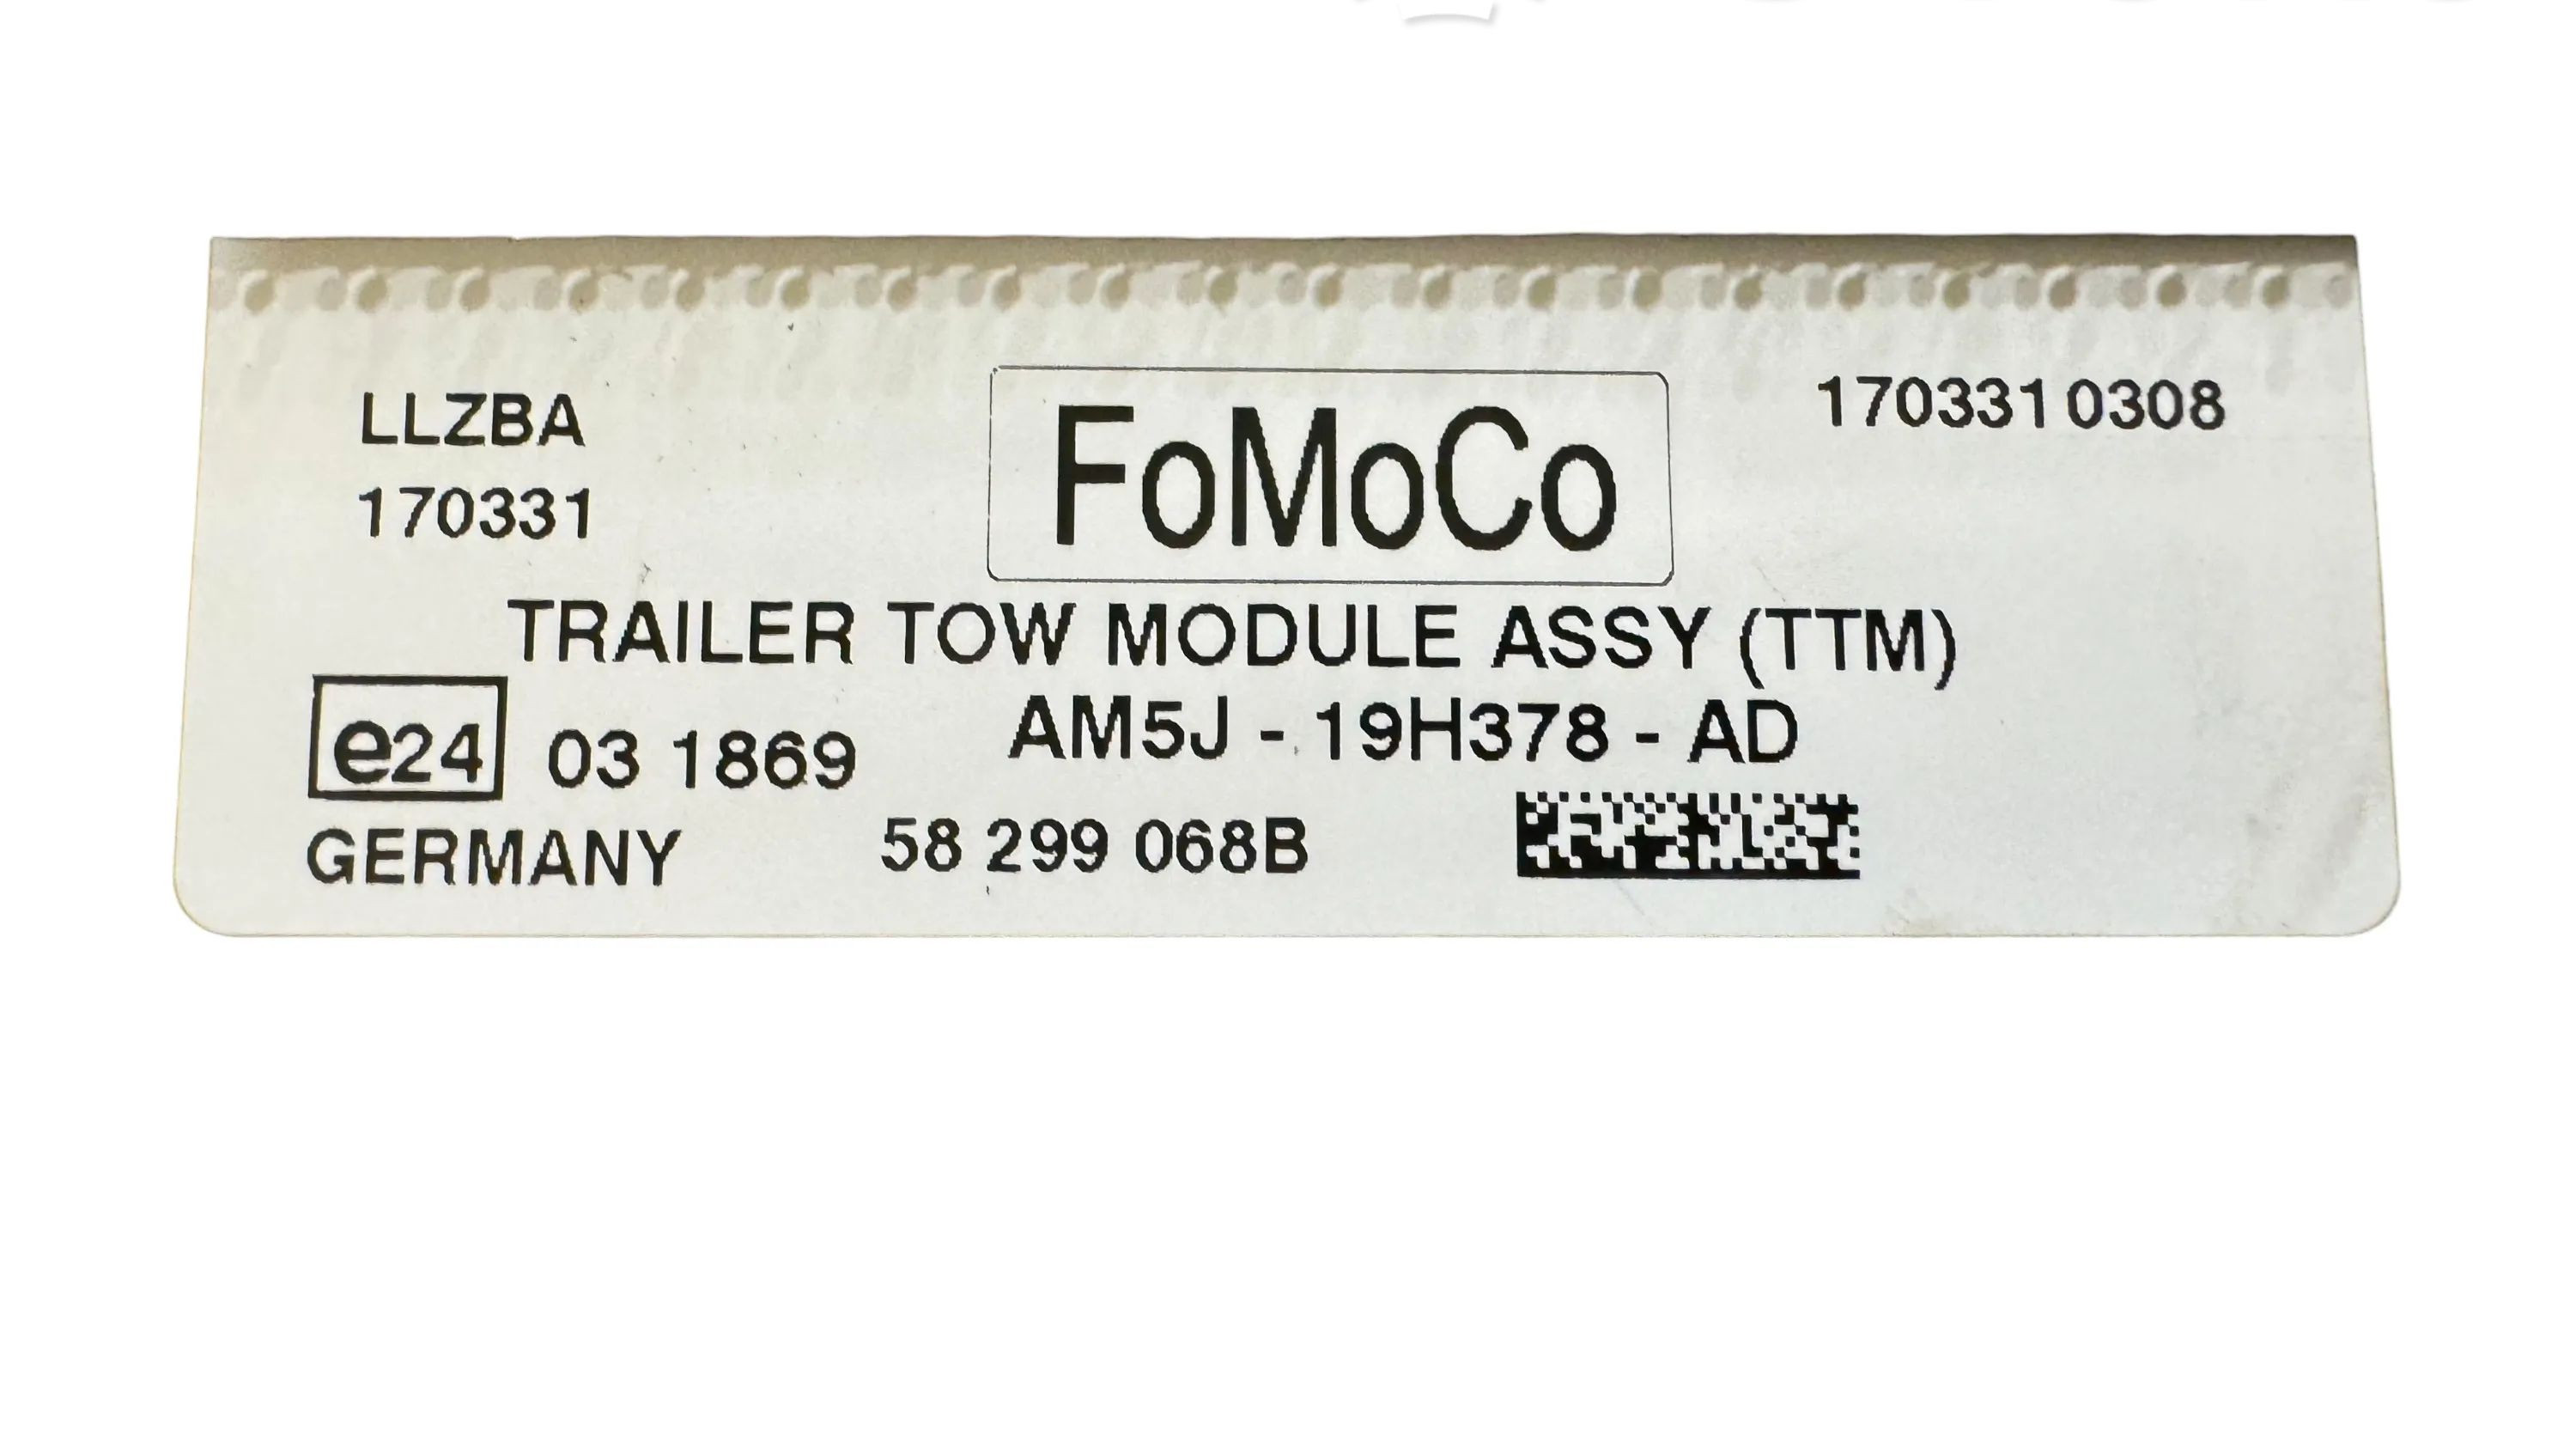 LLZBA
170331
FoMoCo
1703310308
TRAILER TOW MODULE ASSY (TTM)
e24 03 1869
AM5J - 19H378 - AD
GERMANY
58 299 068B